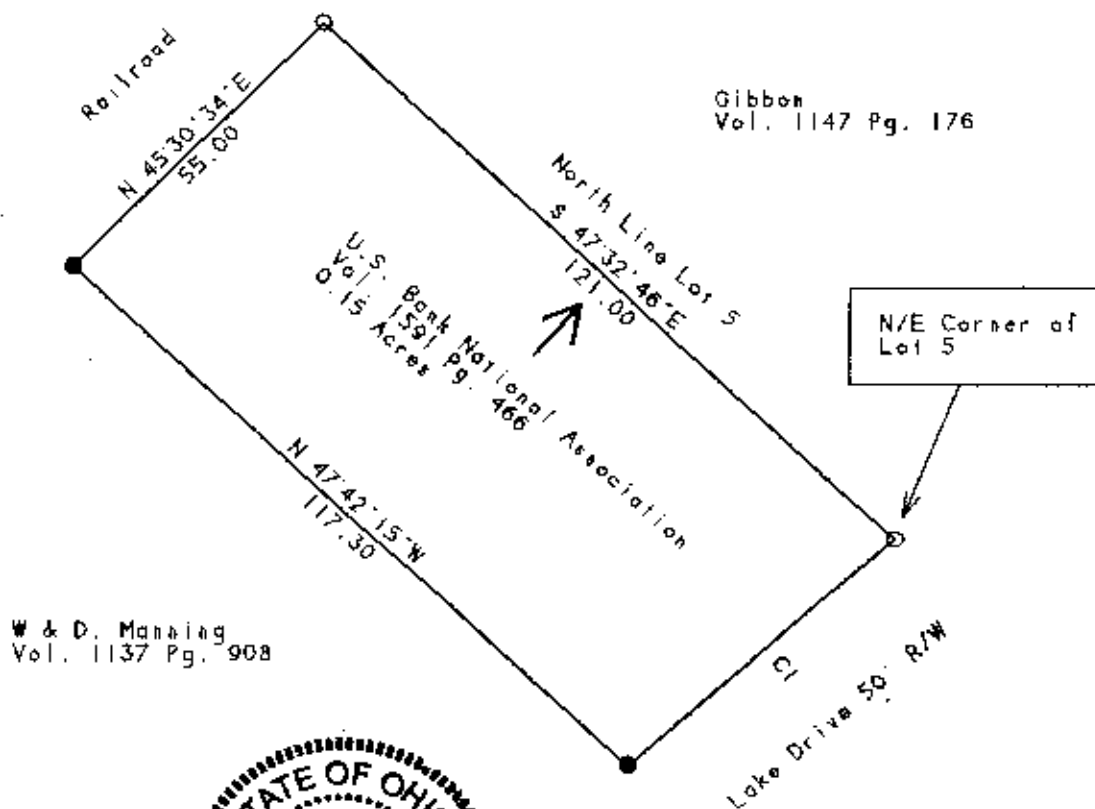 Railroad
N 45°30'34"E
55.00
Gibbon
Vol. 1147 Pg. 176
North Line Lot 5
S 47°32'46"E
121.00
U.S. Bank National Association
Vol. 1591 Pg. 466
0.15 Acres
N/E Corner of
Lot 5
N 47°42'15"W
117.30
W & D. Manning
Vol. 1137 Pg. 908
C1
Lake Drive 50' R/W
STATE OF OHIO